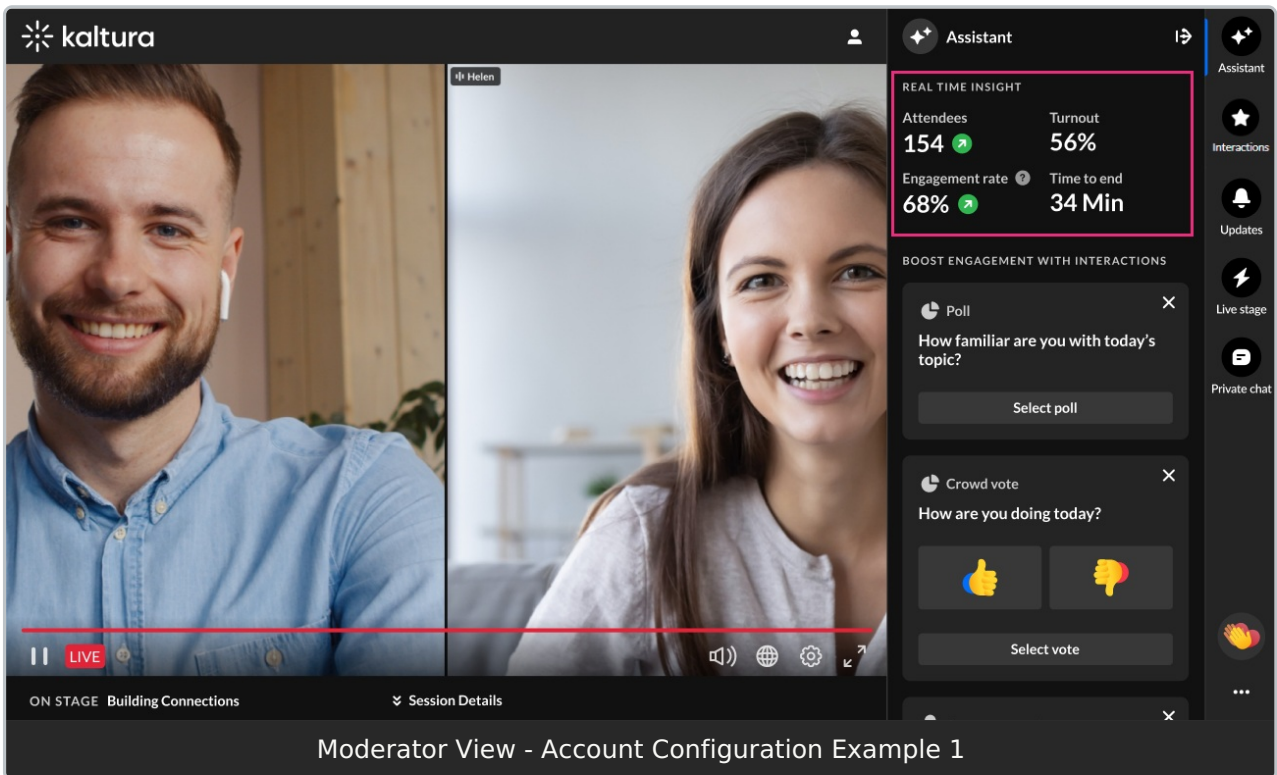 kaltura
Helen
LIVE
ON STAGE Building Connections
Session Details
Assistant
REAL TIME INSIGHT
Attendees Turnout
154 56%
Engagement rate ? Time to end
68% 34 Min
BOOST ENGAGEMENT WITH INTERACTIONS
Poll
How familiar are you with today's
topic?
Select poll
Crowd vote
How are you doing today?
Select vote
Assistant
Interactions
Updates
Live stage
Private chat
Moderator View - Account Configuration Example 1